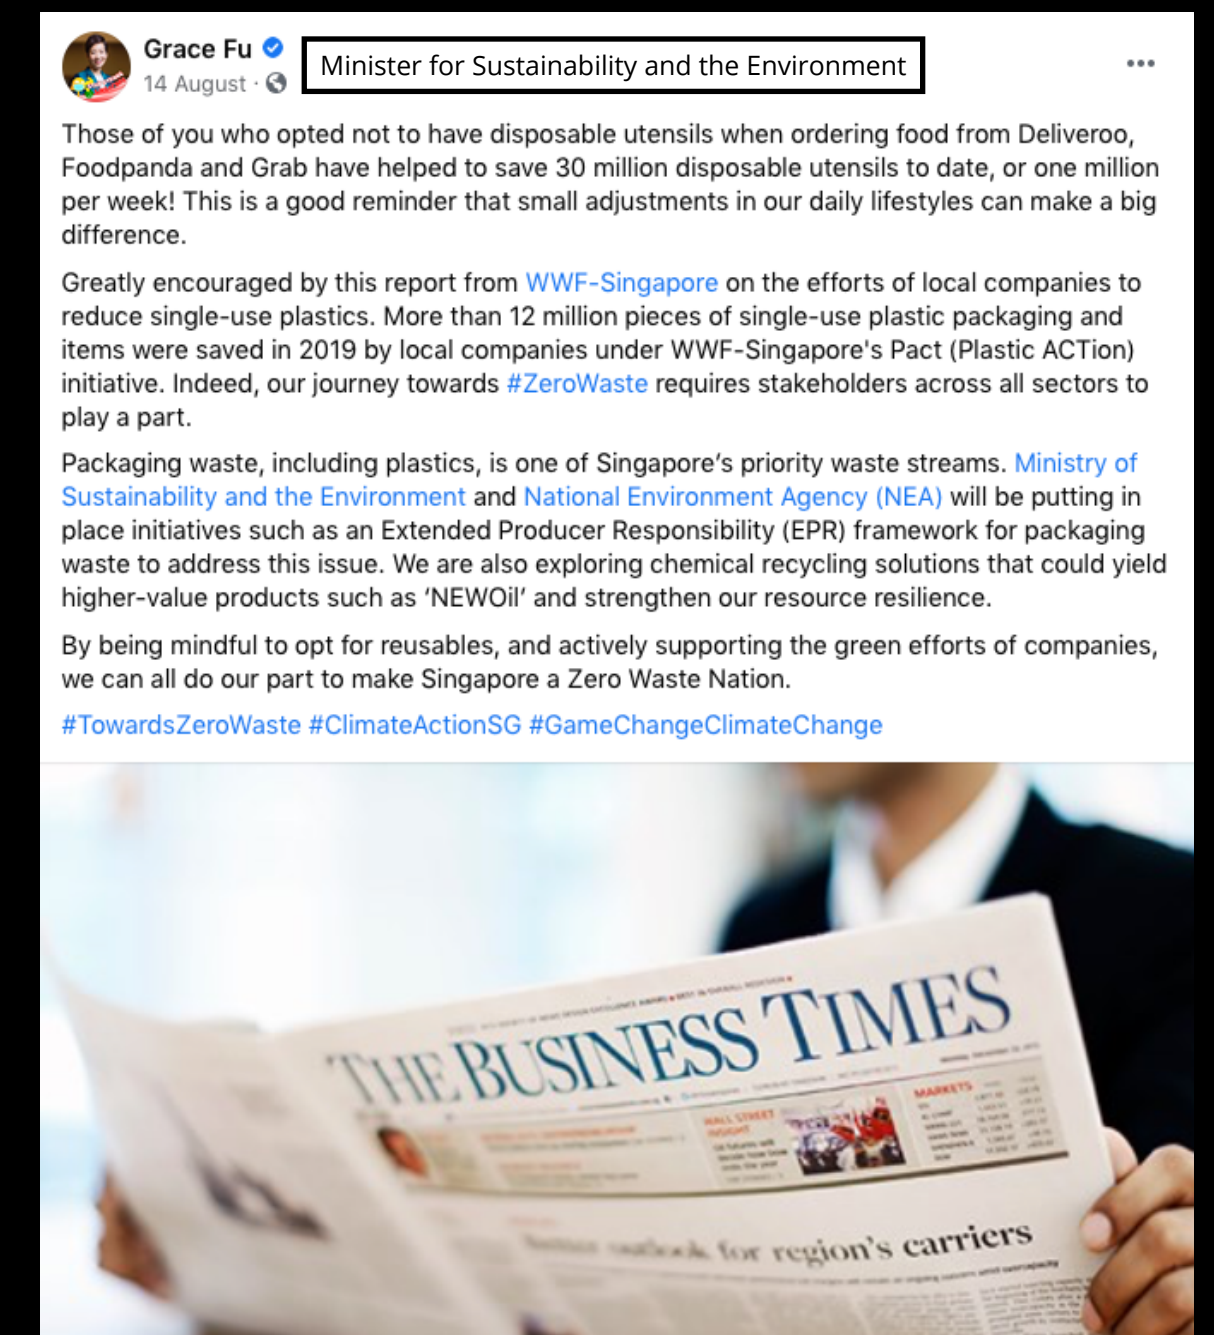 Grace Fu
Minister for Sustainability and the Environment
14 August ·
Those of you who opted not to have disposable utensils when ordering food from Deliveroo,
Foodpanda and Grab have helped to save 30 million disposable utensils to date, or one million
per week! This is a good reminder that small adjustments in our daily lifestyles can make a big
difference.
Greatly encouraged by this report from WWF-Singapore on the efforts of local companies to
reduce single-use plastics. More than 12 million pieces of single-use plastic packaging and
items were saved in 2019 by local companies under WWF-Singapore's Pact (Plastic ACTion)
initiative. Indeed, our journey towards #ZeroWaste requires stakeholders across all sectors to
play a part.
Packaging waste, including plastics, is one of Singapore’s priority waste streams. Ministry of
Sustainability and the Environment and National Environment Agency (NEA) will be putting in
place initiatives such as an Extended Producer Responsibility (EPR) framework for packaging
waste to address this issue. We are also exploring chemical recycling solutions that could yield
higher-value products such as ‘NEWOil’ and strengthen our resource resilience.
By being mindful to opt for reusables, and actively supporting the green efforts of companies,
we can all do our part to make Singapore a Zero Waste Nation.
#TowardsZeroWaste #ClimateActionSG #GameChangeClimateChange
THE BUSINESS TIMES
WALL STREET
INSIGHT
MARKETS
outlook for region's carriers